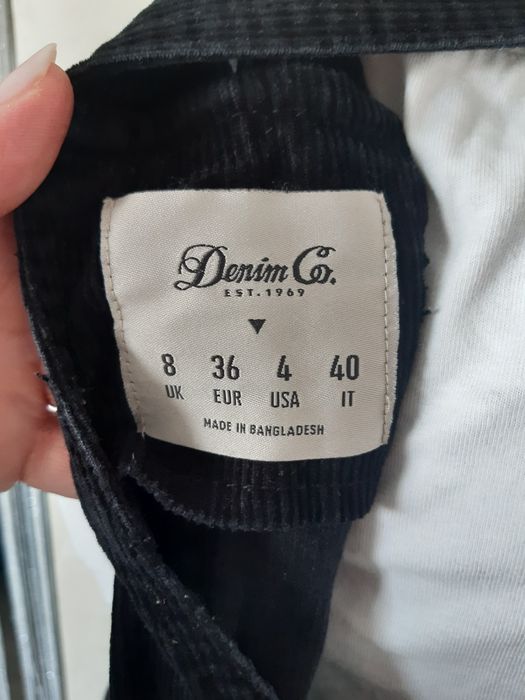 Denim Co.
EST. 1969
8 36 4 40
UK EUR USA IT
MADE IN BANGLADESH